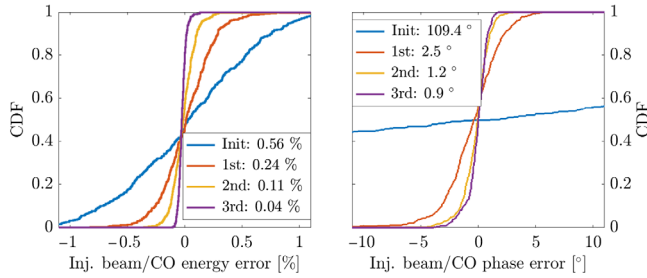 1
0.8
0.6
0.4
0.2
0
CDF
Init: 0.56 %
1st: 0.24 %
2nd: 0.11 %
3rd: 0.04 %
-1 -0.5 0 0.5 1
Inj. beam/CO energy error [%]
Init: 109.4 °
1st: 2.5 °
2nd: 1.2 °
3rd: 0.9 °
1
0.8
0.6
0.4
0.2
0
CDF
-10 -5 0 5 10
Inj. beam/CO phase error [°]